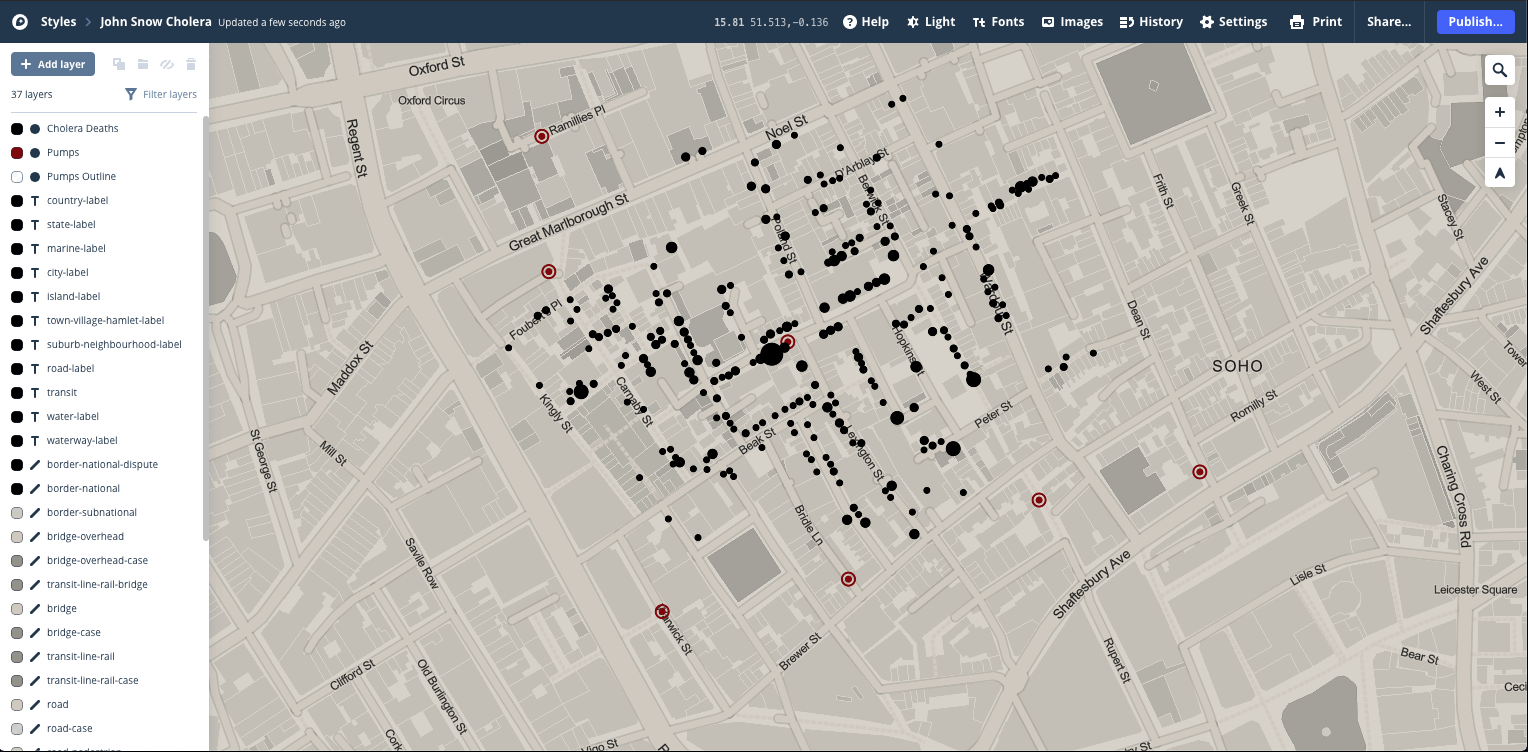 Styles
John Snow Cholera
Updated a few seconds ago
15.81 51.513,−0.136
Help
Light
Fonts
Images
History
Settings
Print
Share...
Publish...
Add layer
37 layers
Filter layers
Cholera Deaths
Pumps
Pumps Outline
country-label
state-label
marine-label
city-label
island-label
town-village-hamlet-label
suburb-neighbourhood-label
road-label
transit
water-label
waterway-label
border-national-dispute
border-national
border-subnational
bridge-overhead
bridge-overhead-case
transit-line-rail-bridge
bridge
bridge-case
transit-line-rail
transit-line-rail-case
road
road-case
Oxford St
Oxford Circus
Ramillies Pl
Noel St
Regent St
D'Arblay St
Berwick St
Frith St
Greek St
Stacey St
Great Marlborough St
Poland St
Shaftesbury Ave
Dean St
Hopkins
Maddox St
SOHO
West St
Tower
Carnaby St
Kingly St
Romilly St
Peter St
Beak St
Lexington St
St George St
Mill St
Charing Cross Rd
Bridle Ln
Savile Row
Shaftesbury Ave
Lisle St
Leicester Square
Brewer St
Clifford St
Old Burlington St
Rupert St
Bear St
Ceci
Cork
Vigo St